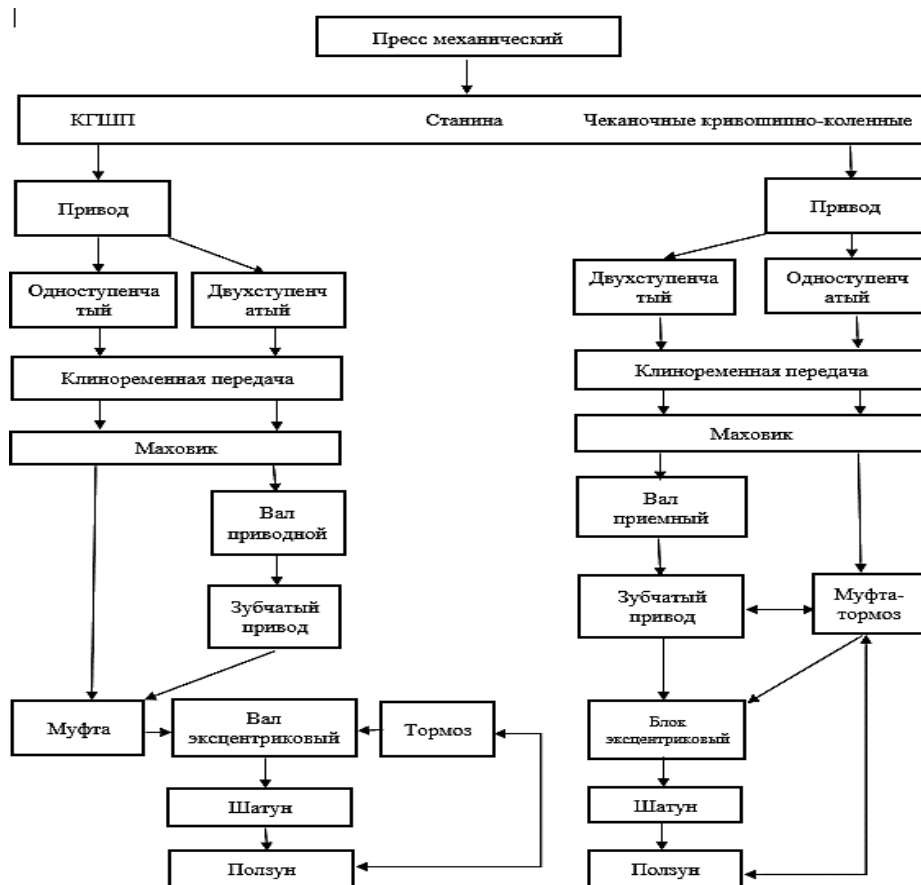 Пресс механический
КГШП Станина Чеканочные кривошипно-коленные
Привод
Привод
Одноступенча
тый
Двухступенч
атый
Двухступенча
тый
Одноступенч
атый
Клиноременная передача
Клиноременная передача
Маховик
Маховик
Вал
приводной
Вал
приемный
Зубчатый
привод
Зубчатый
привод
Муфта-
тормоз
Муфта
Вал
эксцентриковый
Тормоз
Блок
эксцентриковый
Шатун
Шатун
Ползун
Ползун